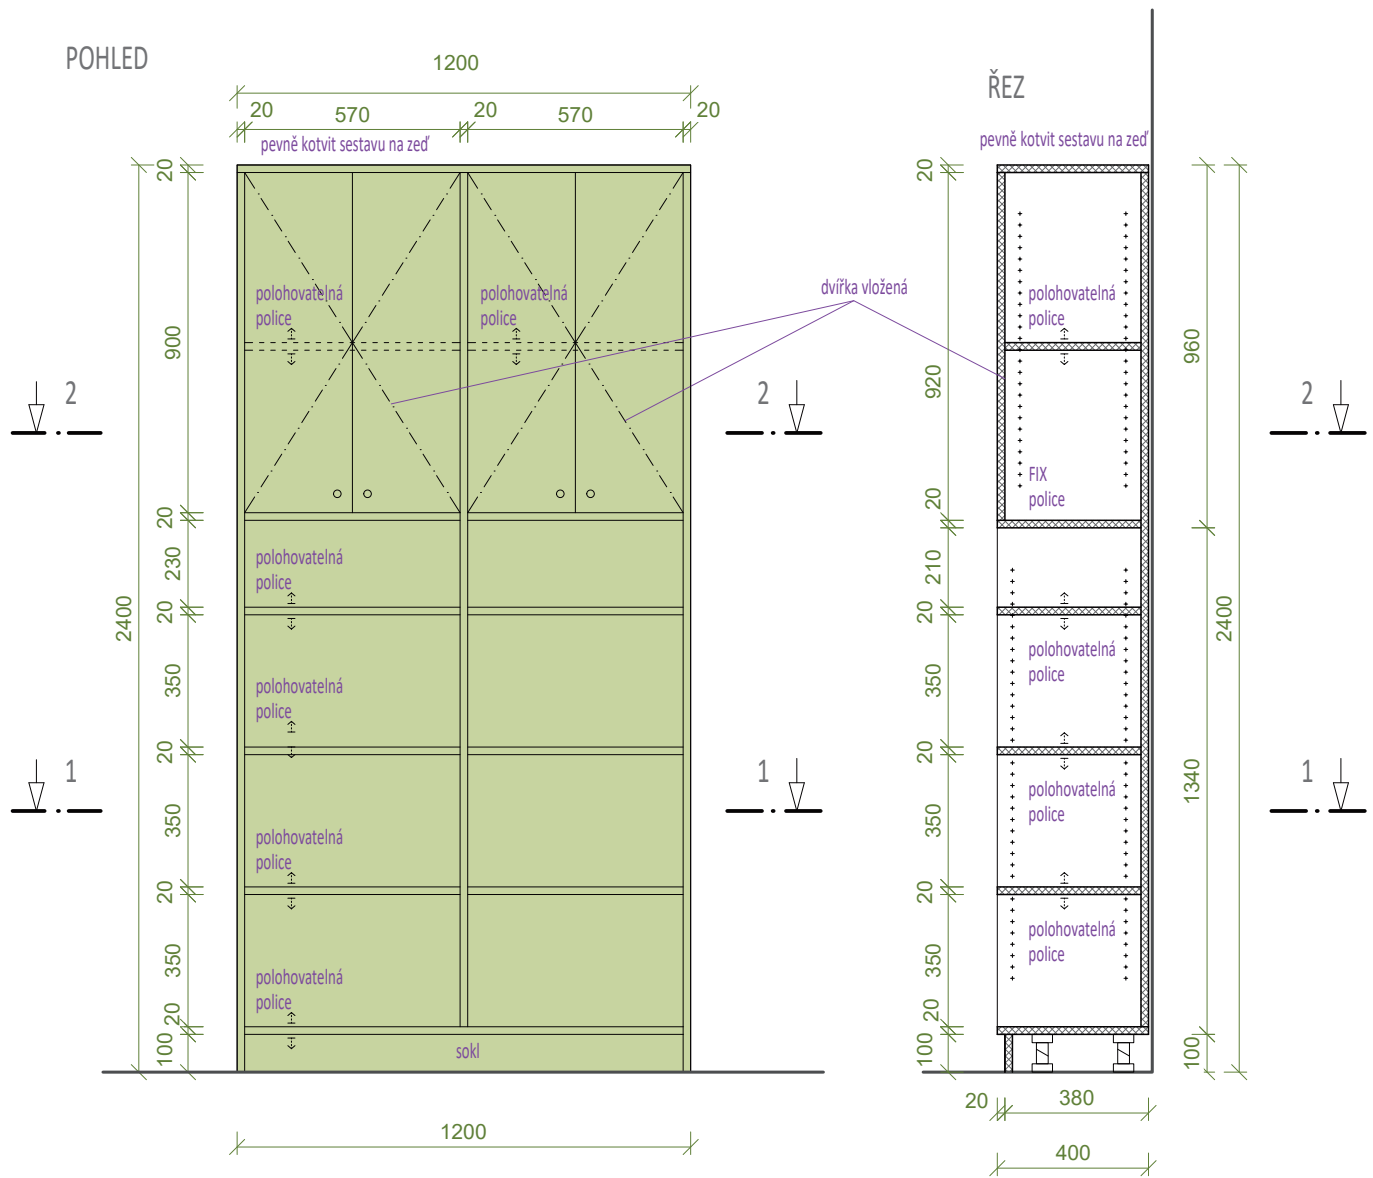 POHLED
1200
20 570 20 570 20
pevně kotvit sestavu na zeď
ŘEZ
pevně kotvit sestavu na zeď
20
900
20
230
20
350
20
350
20
350
20
100
2400
polohovatelná
police
polohovatelná
police
dvířka vložená
polohovatelná
police
polohovatelná
police
polohovatelná
police
polohovatelná
police
sokl
2
2
2
1
1
1
20
920
20
210
20
350
20
350
20
350
20
100
polohovatelná
police
FIX
police
polohovatelná
police
polohovatelná
police
polohovatelná
police
960
1340
100
2400
1200
20 380
400